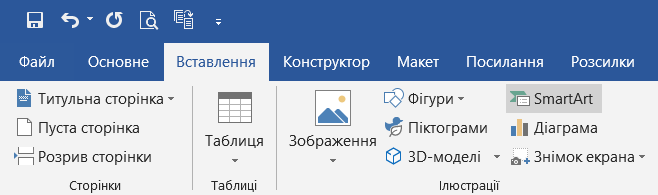 Файл Основне Вставлення Конструктор Макет Посилання Розсилки
Титульна сторінка
Пуста сторінка
Розрив сторінки
Сторінки
Таблиця
Таблиці
Зображення
Фігури
Піктограми
3D-моделі
SmartArt
Діаграма
Знімок екрана
Ілюстрації